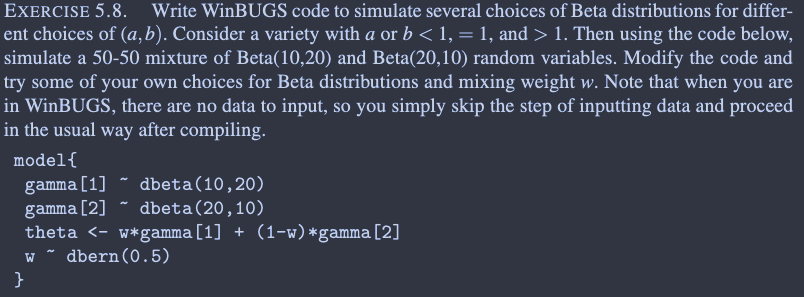 EXERCISE 5.8. Write WinBUGS code to simulate several choices of Beta distributions for differ-
ent choices of (a,b). Consider a variety with a or b < 1, = 1, and > 1. Then using the code below,
simulate a 50-50 mixture of Beta(10,20) and Beta(20,10) random variables. Modify the code and
try some of your own choices for Beta distributions and mixing weight w. Note that when you are
in WinBUGS, there are no data to input, so you simply skip the step of inputting data and proceed
in the usual way after compiling.
model{
gamma[1] ~ dbeta(10,20)
gamma[2] ~ dbeta(20,10)
theta <- w*gamma[1] + (1-w)*gamma[2]
w ~ dbern(0.5)
}